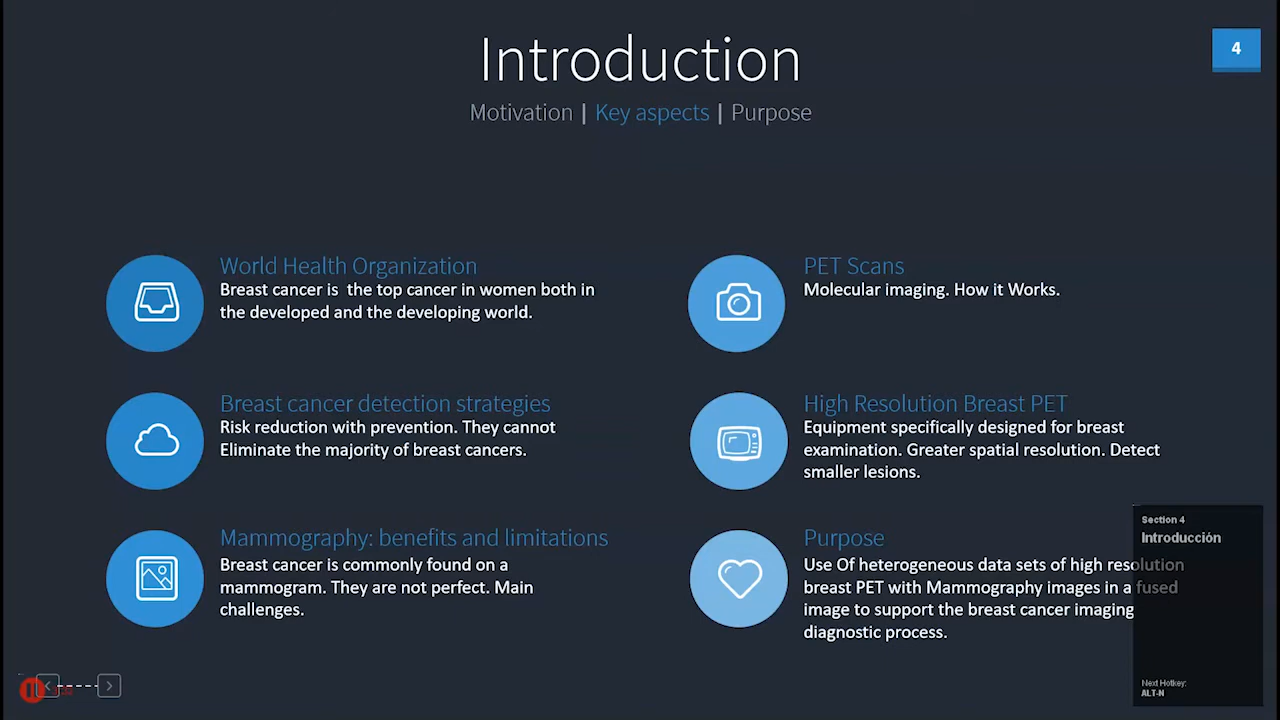 Introduction
4
Motivation | Key aspects | Purpose
World Health Organization
Breast cancer is the top cancer in women both in
the developed and the developing world.
Breast cancer detection strategies
Risk reduction with prevention. They cannot
Eliminate the majority of breast cancers.
Mammography: benefits and limitations
Breast cancer is commonly found on a
mammogram. They are not perfect. Main
challenges.
PET Scans
Molecular imaging. How it Works.
High Resolution Breast PET
Equipment specifically designed for breast
examination. Greater spatial resolution. Detect
smaller lesions.
Purpose
Use Of heterogeneous data sets of high resolution
breast PET with Mammography images in a fused
image to support the breast cancer imaging
diagnostic process.
Section 4
Introducción
Next Hotkey:
ALT-N